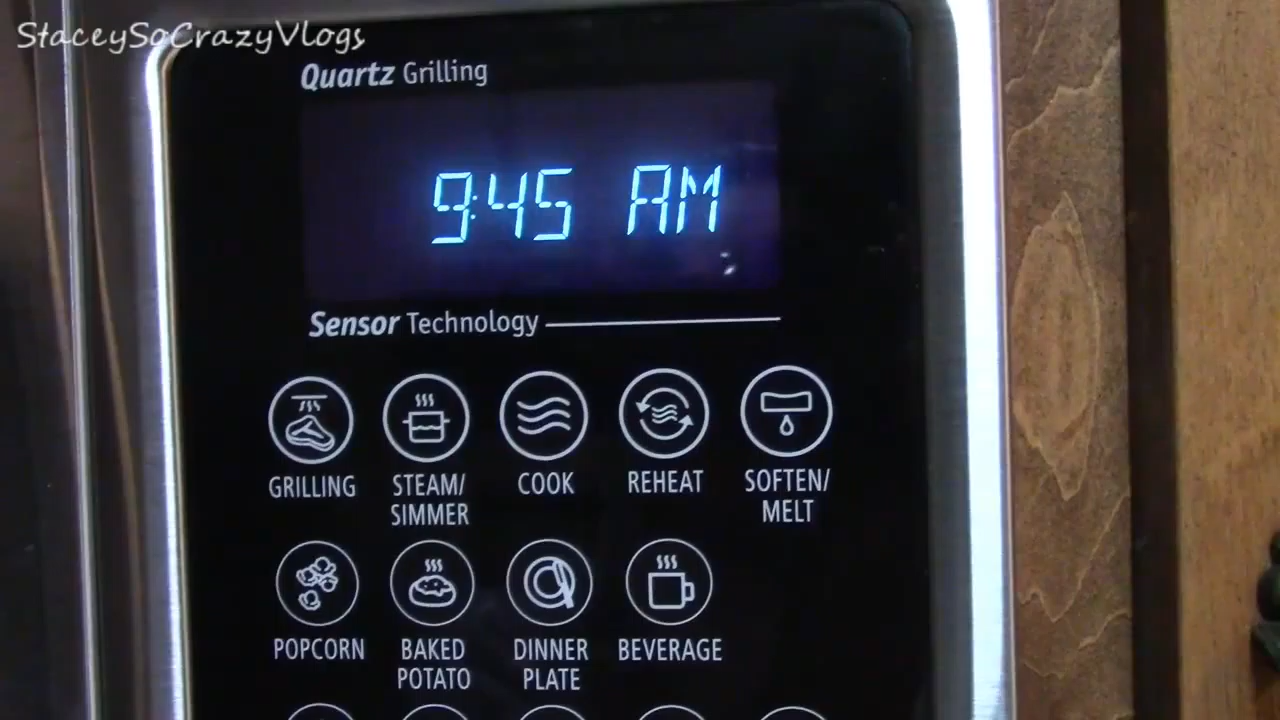 StaceySoCrazyVlogs
Quartz Grilling
9:45 AM
Sensor Technology
GRILLING
STEAM/
SIMMER
COOK
REHEAT
SOFTEN/
MELT
POPCORN
BAKED
POTATO
DINNER
PLATE
BEVERAGE